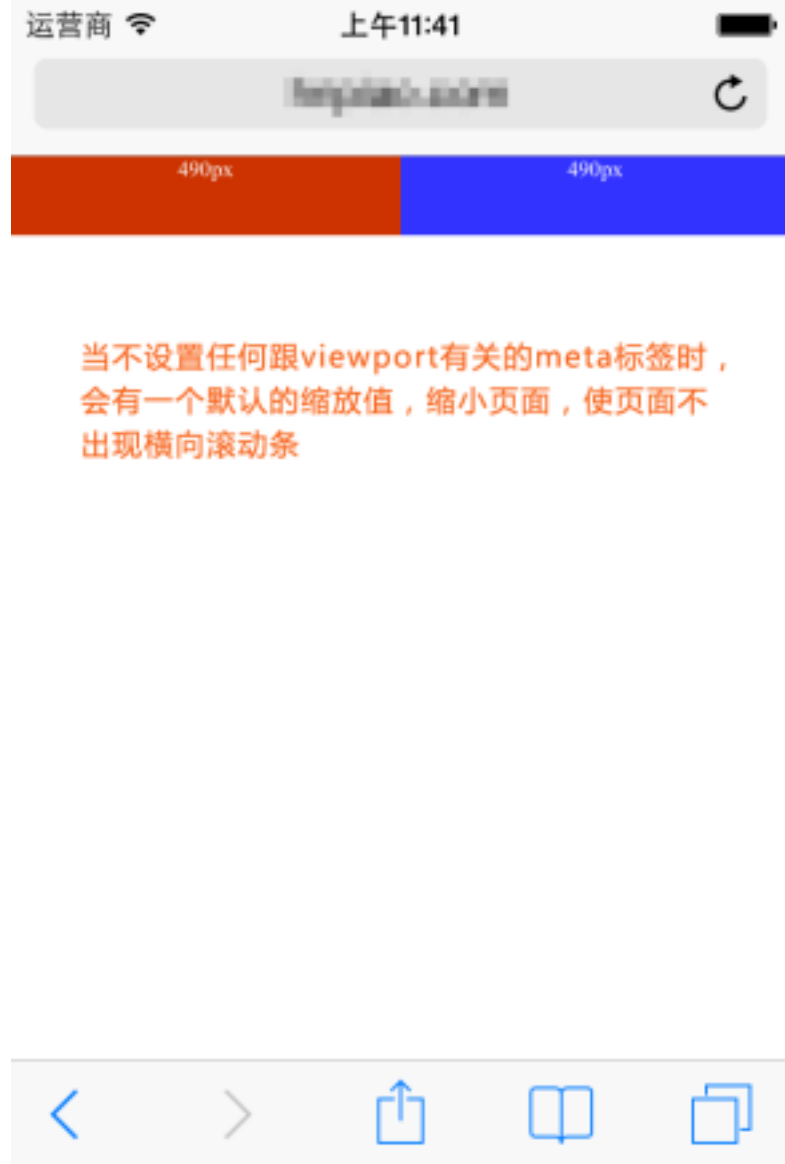 运营商 上午11:41
490px 490px
当不设置任何跟viewport有关的meta标签时，
会有一个默认的缩放值，缩小页面，使页面不
出现横向滚动条